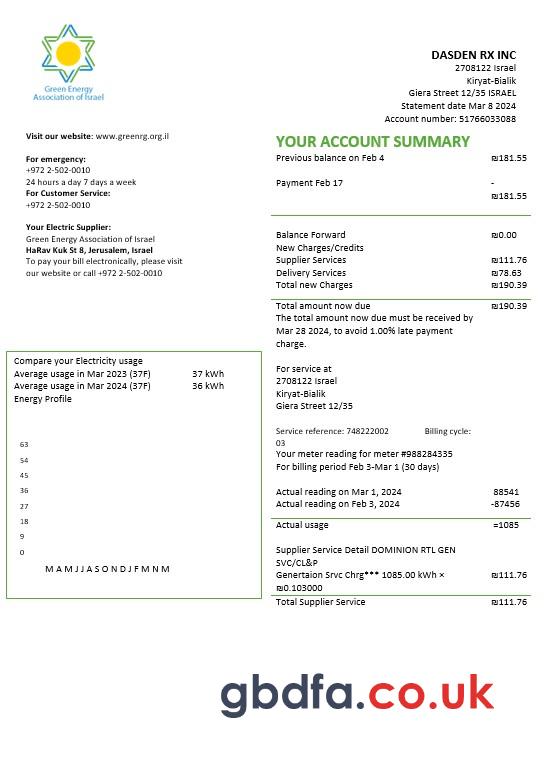 Green Energy
Association of Israel
DASDEN RX INC
2708122 Israel
Kiryat-Bialik
Giera Street 12/35 ISRAEL
Statement date Mar 8 2024
Account number: 51766033088
Visit our website: www.greenrg.org.il
For emergency:
+972 2-502-0010
24 hours a day 7 days a week
For Customer Service:
+972 2-502-0010
Your Electric Supplier:
Green Energy Association of Israel
HaRav Kuk St 8, Jerusalem, Israel
To pay your bill electronically, please visit
our website or call +972 2-502-0010
YOUR ACCOUNT SUMMARY
Previous balance on Feb 4 ₪181.55
Payment Feb 17 -
₪181.55
Balance Forward ₪0.00
New Charges/Credits
Supplier Services ₪111.76
Delivery Services ₪78.63
Total new Charges ₪190.39
Total amount now due ₪190.39
The total amount now due must be received by
Mar 28 2024, to avoid 1.00% late payment
charge.
For service at
2708122 Israel
Kiryat-Bialik
Giera Street 12/35
Service reference: 748222002 Billing cycle:
03
Your meter reading for meter #988284335
For billing period Feb 3-Mar 1 (30 days)
Actual reading on Mar 1, 2024 88541
Actual reading on Feb 3, 2024 -87456
Actual usage =1085
Supplier Service Detail DOMINION RTL GEN
SVC/CL&P
Genertaion Srvc Chrg*** 1085.00 kWh × ₪111.76
₪0.103000
Total Supplier Service ₪111.76
Compare your Electricity usage
Average usage in Mar 2023 (37F) 37 kWh
Average usage in Mar 2024 (37F) 36 kWh
Energy Profile
63
54
45
36
27
18
9
0
M A M J J A S O N D J F M N M
gbdfa.co.uk